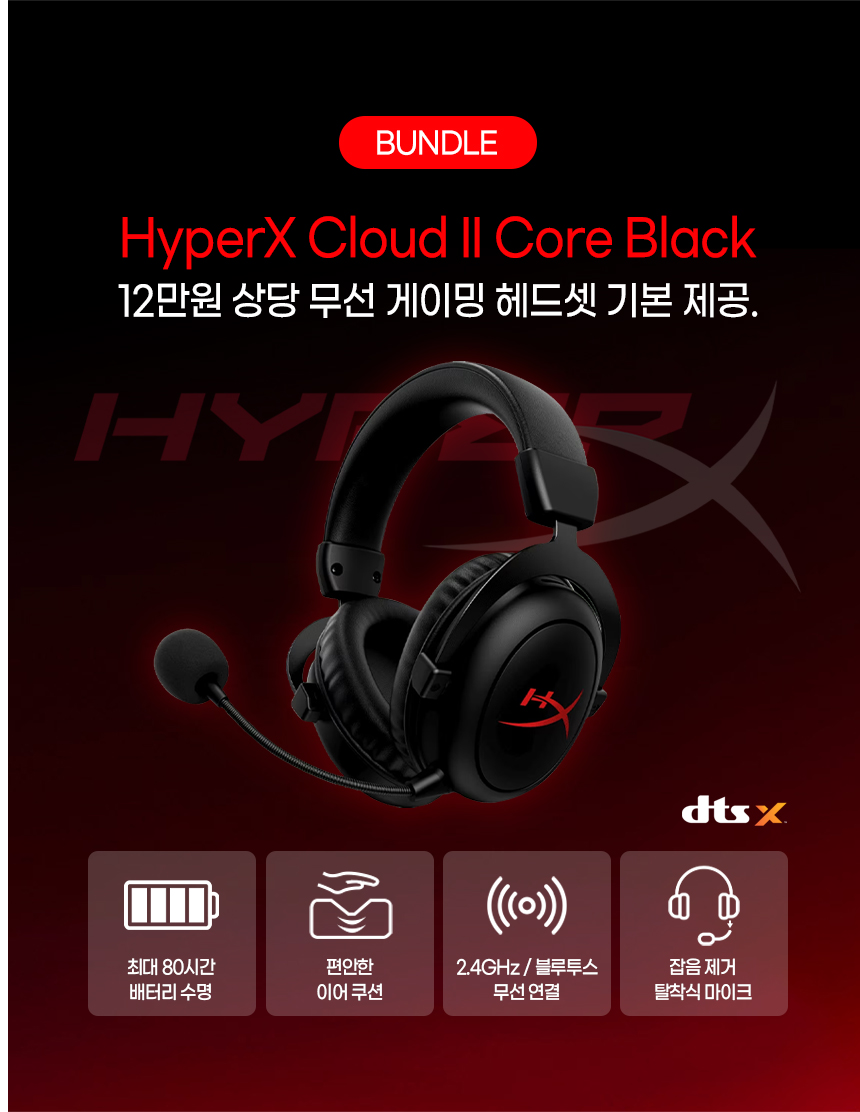 BUNDLE
HyperX Cloud II Core Black
12만원 상당 무선 게이밍 헤드셋 기본 제공.
HYPERX
HX
dts x
최대 80시간
배터리 수명
편안한
이어 쿠션
2.4GHz / 블루투스
무선 연결
잡음 제거
탈착식 마이크